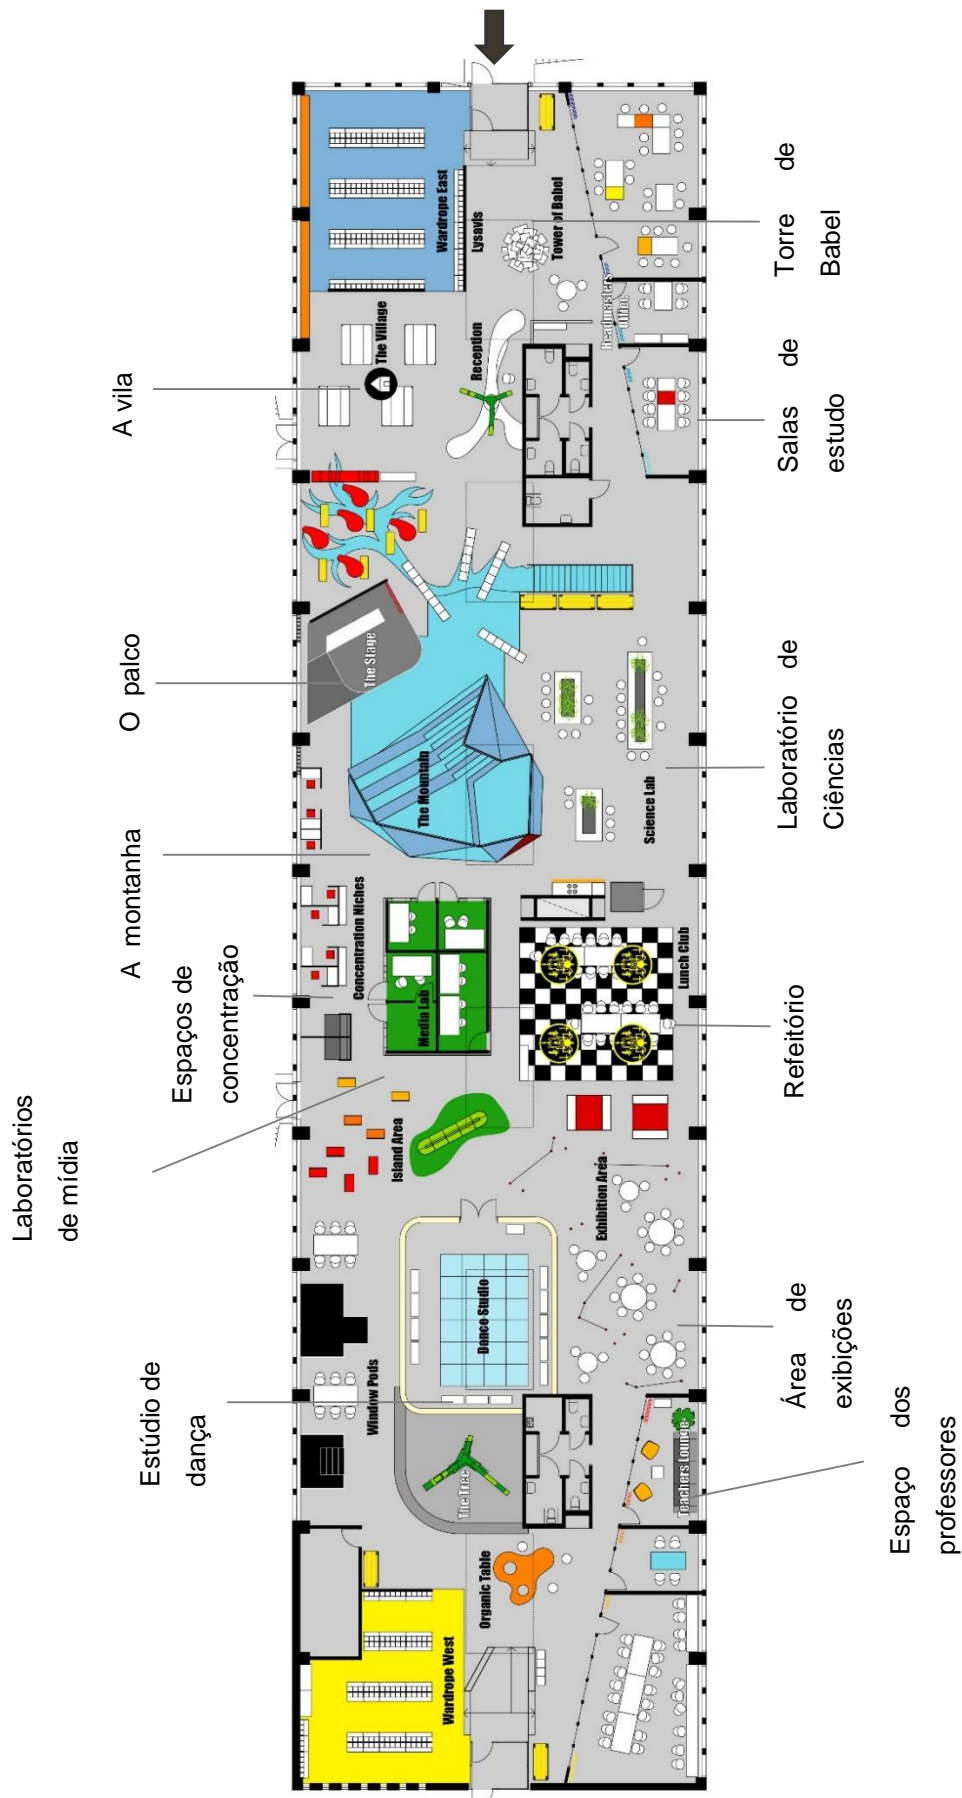 Laboratórios
de mídia
Estúdio de
dança
Espaços de
concentração
A montanha
O palco
A vila
Wardrope West
Organic Table
The Tree
Window Pods
Dance Studio
Island Area
Media Lab
Concentration Niches
The Mountain
The Stage
The Village
Reception
Wardrope East
Lysavis
Tower of Babel
Headmasters
Office
Science Lab
Lunch Club
Exhibition Area
Teachers Lounge
Espaço dos
professores
Área de
exibições
Refeitório
Laboratório de
Ciências
Salas de
estudo
Torre de
Babel